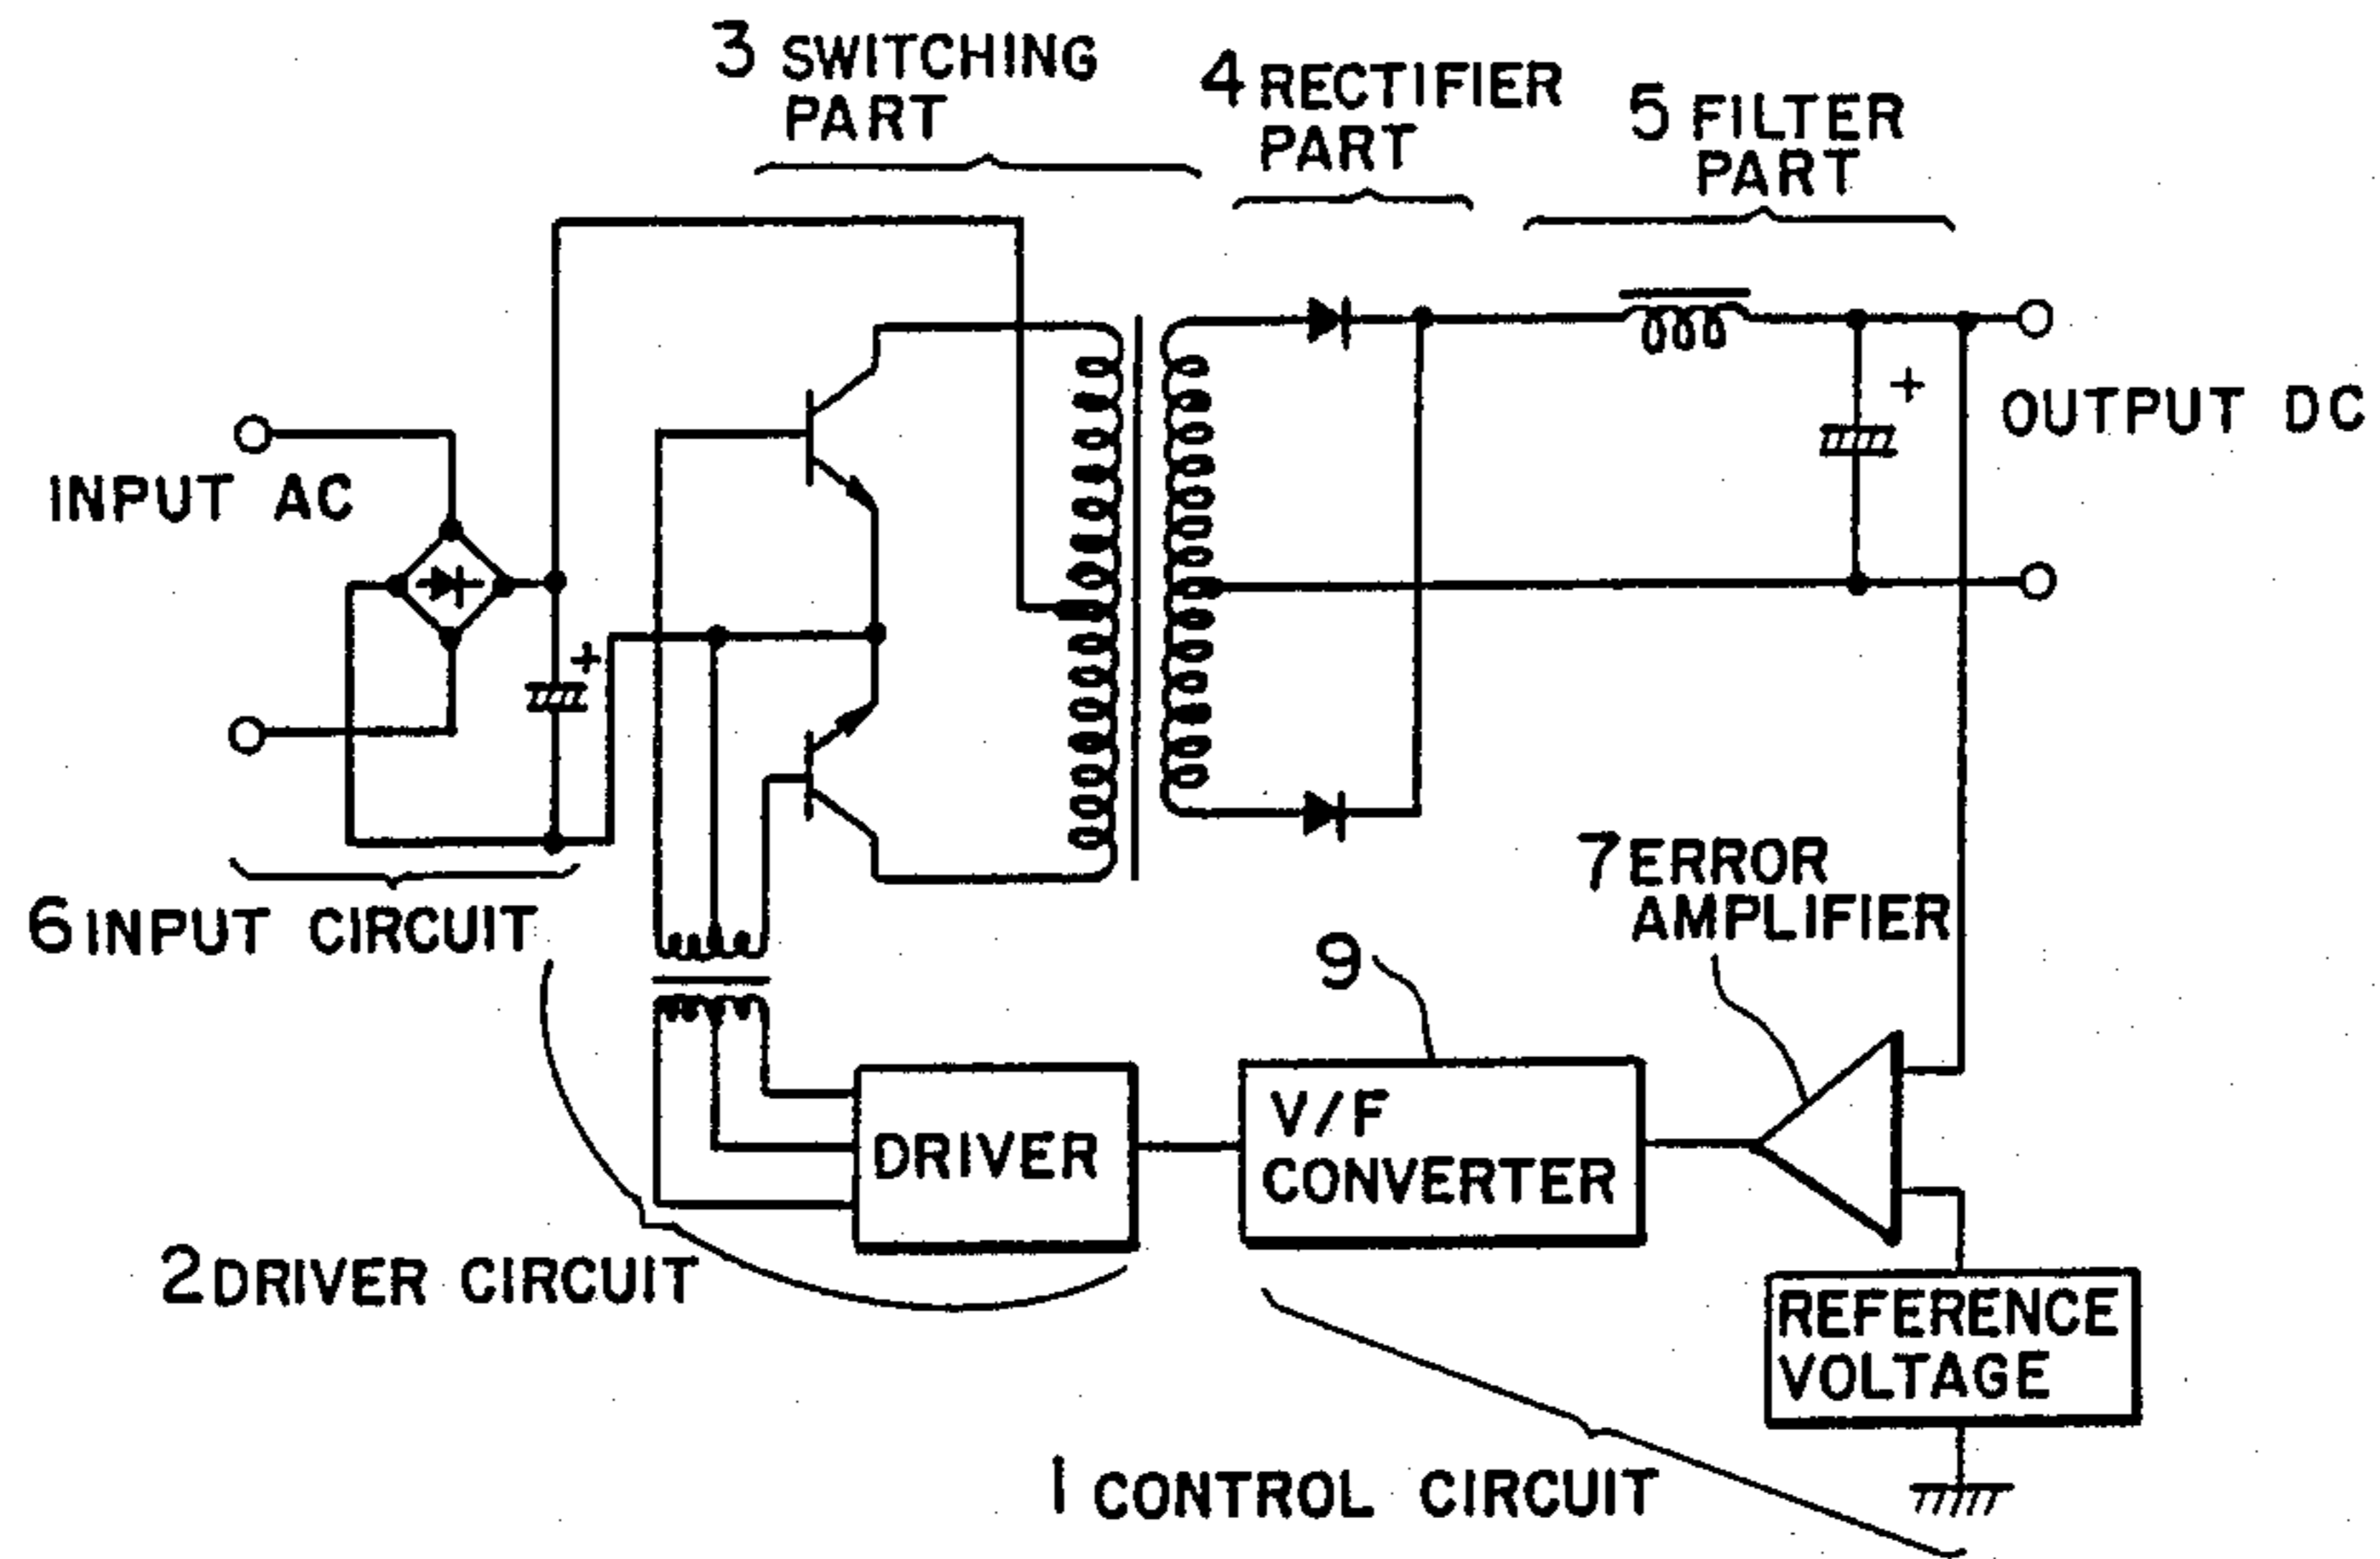 3 SWITCHING
PART
4 RECTIFIER
PART
5 FILTER
PART
INPUT AC
+
+
OUTPUT DC
6 INPUT CIRCUIT
7 ERROR
AMPLIFIER
9
DRIVER
V/F
CONVERTER
2 DRIVER CIRCUIT
REFERENCE
VOLTAGE
1 CONTROL CIRCUIT